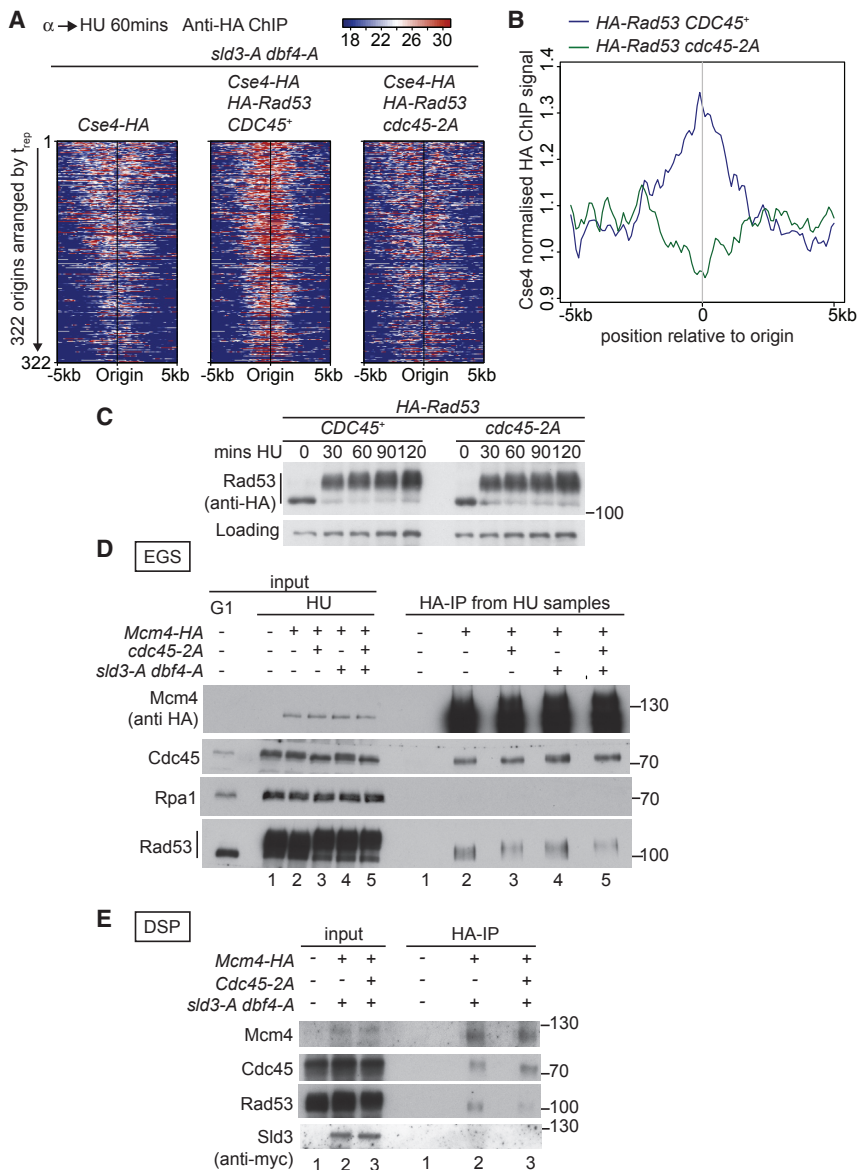 A
α → HU 60mins Anti-HA ChIP
18 22 26 30
sld3-A dbf4-A
Cse4-HA
Cse4-HA
HA-Rad53
CDC45⁺
Cse4-HA
HA-Rad53
cdc45-2A
1
322 origins arranged by t_rep
322
-5kb Origin 5kb
-5kb Origin 5kb
-5kb Origin 5kb
B
HA-Rad53 CDC45⁺
HA-Rad53 cdc45-2A
Cse4 normalised HA ChIP signal
1.4
1.3
1.2
1.1
1.0
0.9
-5kb 0 5kb
position relative to origin
C
HA-Rad53
CDC45⁺ cdc45-2A
mins HU 0 30 60 90 120 0 30 60 90 120
Rad53
(anti-HA)
–100
Loading
D EGS
input
G1 HU HA-IP from HU samples
Mcm4-HA - - + + + + - + + + +
cdc45-2A - - - + - + - - + - +
sld3-A dbf4-A - - - - + + - - - + +
Mcm4
(anti HA)
–130
Cdc45 –70
Rpa1 –70
Rad53 –100
1 2 3 4 5 1 2 3 4 5
E DSP
input HA-IP
Mcm4-HA - + + - + +
Cdc45-2A - - + - - +
sld3-A dbf4-A - + + - + +
Mcm4 –130
Cdc45 –70
Rad53 –100
–130
Sld3
(anti-myc)
1 2 3 1 2 3